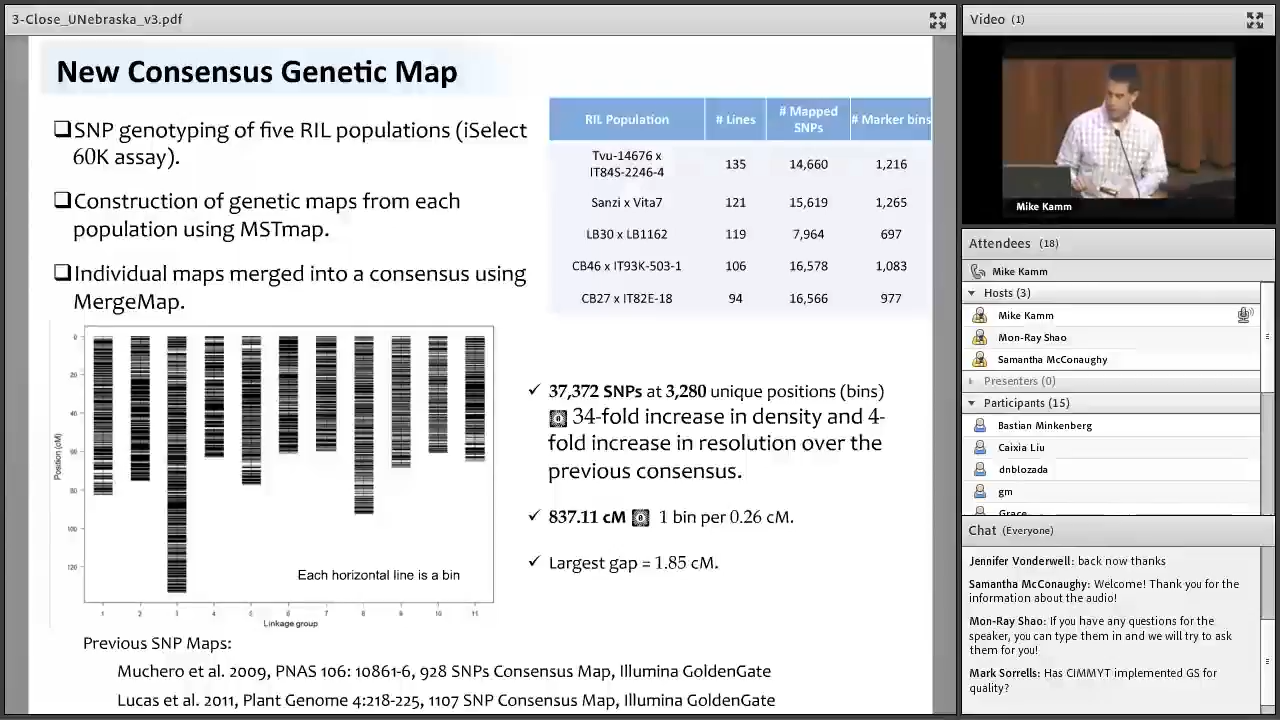 3-Close_UNebraska_v3.pdf
New Consensus Genetic Map
❑SNP genotyping of five RIL populations (iSelect
60K assay).
❑Construction of genetic maps from each
population using MSTmap.
❑Individual maps merged into a consensus using
MergeMap.
RIL Population # Lines # Mapped SNPs # Marker bins
Tvu-14676 x
IT84S-2246-4 135 14,660 1,216
Sanzi x Vita7 121 15,619 1,265
LB30 x LB1162 119 7,964 697
CB46 x IT93K-503-1 106 16,578 1,083
CB27 x IT82E-18 94 16,566 977
0
20
40
60
80
100
120
Position (cM)
Each horizontal line is a bin
1 2 3 4 5 6 7 8 9 10 11
Linkage group
✓ 37,372 SNPs at 3,280 unique positions (bins)
34-fold increase in density and 4-
fold increase in resolution over the
previous consensus.
✓ 837.11 cM 1 bin per 0.26 cM.
✓ Largest gap = 1.85 cM.
Previous SNP Maps:
Muchero et al. 2009, PNAS 106: 10861-6, 928 SNPs Consensus Map, Illumina GoldenGate
Lucas et al. 2011, Plant Genome 4:218-225, 1107 SNP Consensus Map, Illumina GoldenGate
Video (1)
Mike Kamm
Attendees (18)
Mike Kamm
Hosts (3)
Mike Kamm
Mon-Ray Shao
Samantha McConaughy
Presenters (0)
Participants (15)
Bastian Minkenberg
Caixia Liu
dnblozada
gm
Grace
Chat (Everyone)
Jennifer Vonderwell: back now thanks
Samantha McConaughy: Welcome! Thank you for the
information about the audio!
Mon-Ray Shao: If you have any questions for the
speaker, you can type them in and we will try to ask
them for you!
Mark Sorrells: Has CIMMYT implemented GS for
quality?